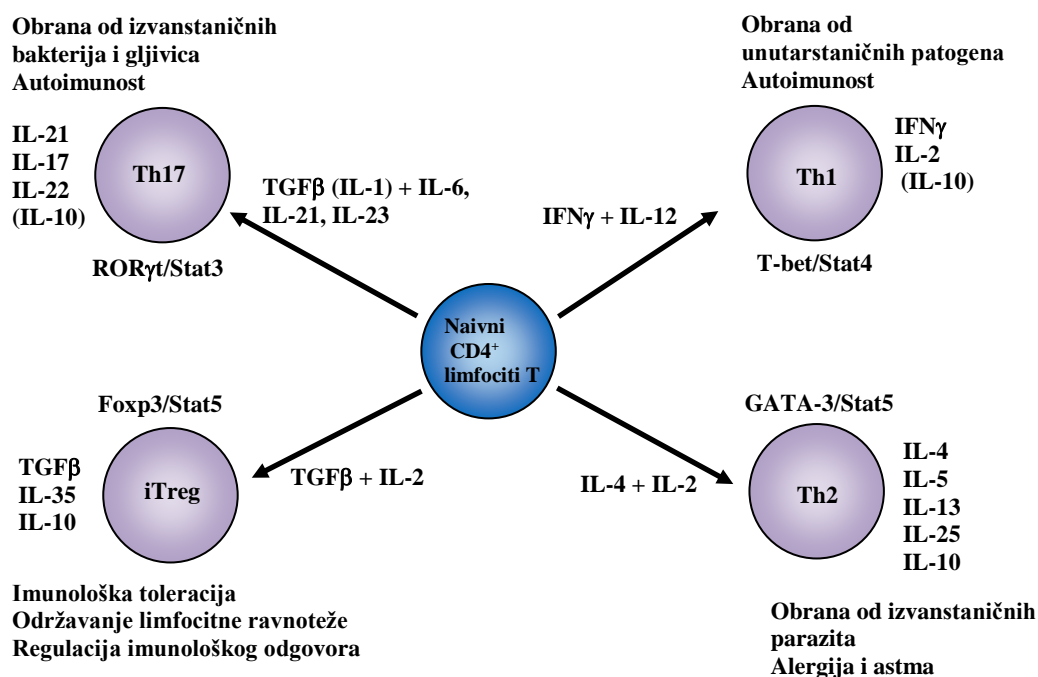 Obrana od izvanstaničnih
bakterija i gljivica
Autoimunost
IL-21
IL-17
IL-22
(IL-10)
Th17
RORγt/Stat3
TGFβ (IL-1) + IL-6,
IL-21, IL-23
Obrana od
unutarstaničnih patogena
Autoimunost
IFNγ + IL-12
Th1
IFNγ
IL-2
(IL-10)
T-bet/Stat4
Naivni
CD4⁺
limfociti T
Foxp3/Stat5
TGFβ
IL-35
IL-10
iTreg
TGFβ + IL-2
Imunološka toleracija
Održavanje limfocitne ravnoteže
Regulacija imunološkog odgovora
GATA-3/Stat5
IL-4 + IL-2
Th2
IL-4
IL-5
IL-13
IL-25
IL-10
Obrana od izvanstaničnih
parazita
Alergija i astma